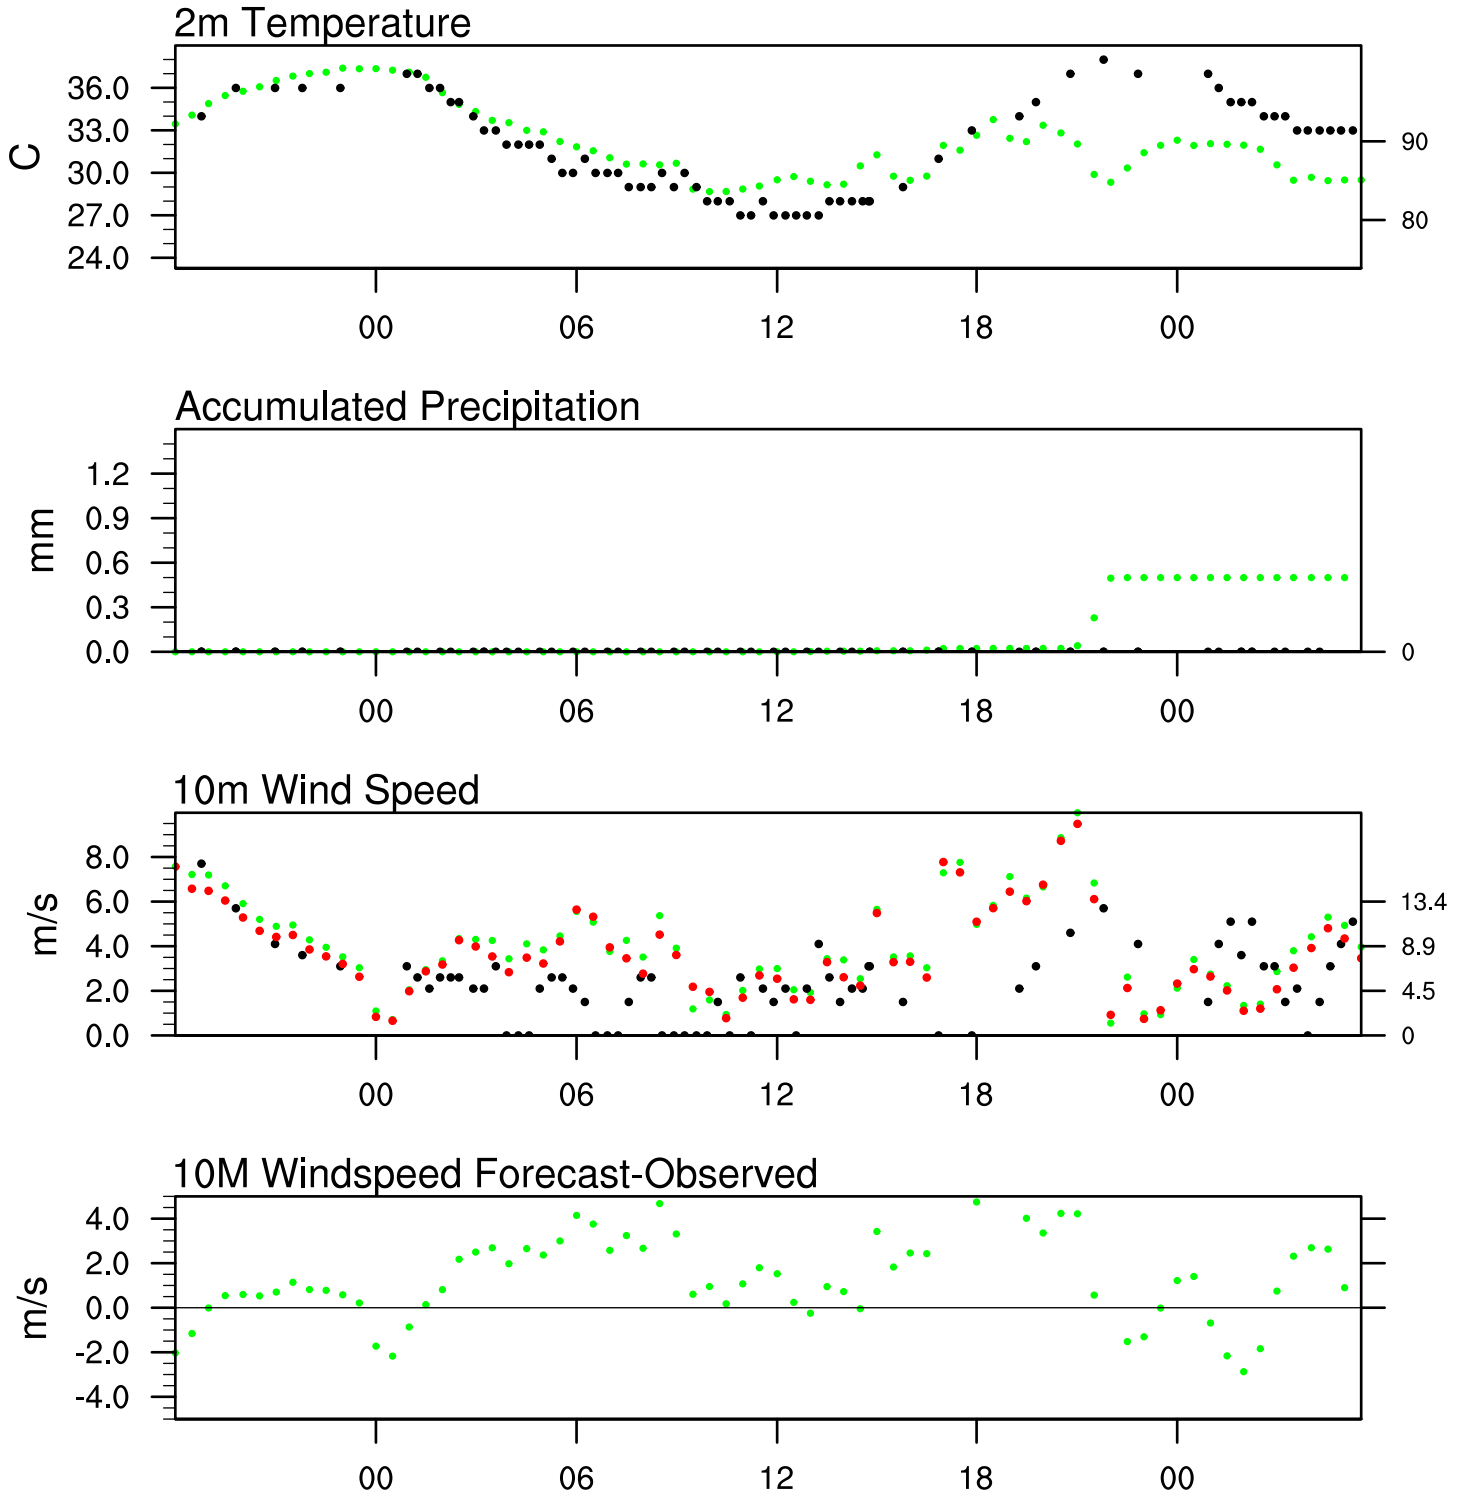 2m Temperature
36.0
33.0
30.0
27.0
24.0
C
90
80
00 06 12 18 00
Accumulated Precipitation
1.2
0.9
0.6
0.3
0.0
mm
0
00 06 12 18 00
10m Wind Speed
8.0
6.0
4.0
2.0
0.0
m/s
13.4
8.9
4.5
0
00 06 12 18 00
10M Windspeed Forecast-Observed
4.0
2.0
0.0
-2.0
-4.0
m/s
00 06 12 18 00